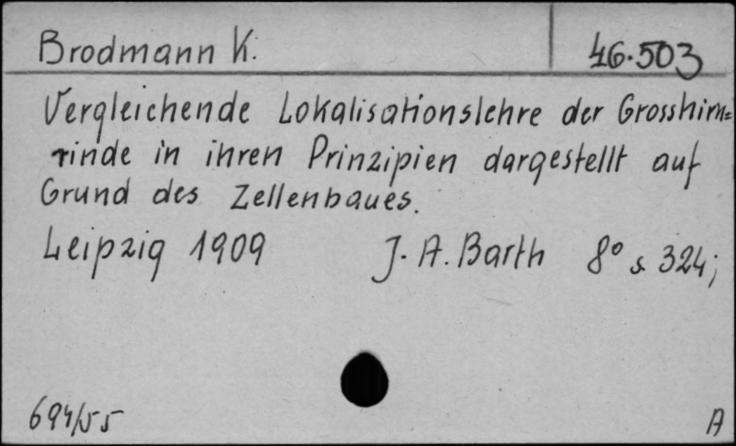 Brodmann K.
46.503
Vergleichende Lokalisationslehre der Grosshirn=
rinde in ihren Prinzipien dargestellt auf
Grund des Zellenbaues.
Leipzig 1909 J. A. Barth 8° s. 324;
694/55
A